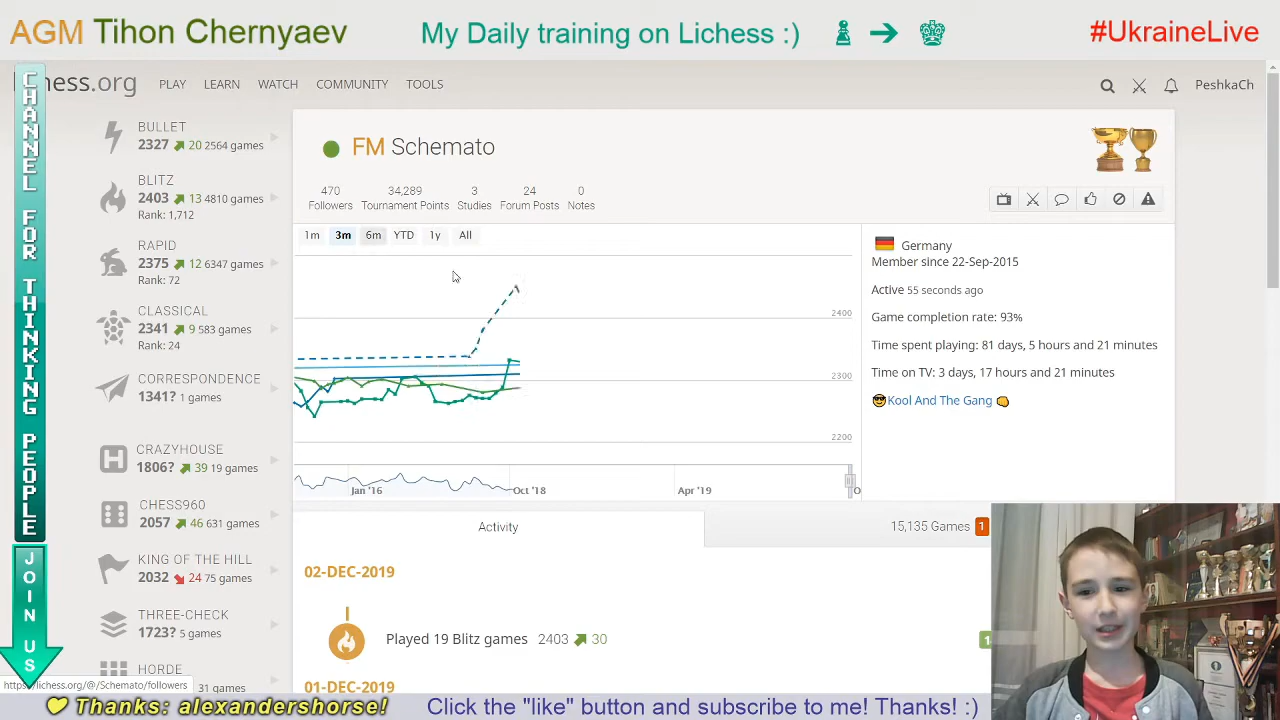 AGM Tihon Chernyaev
My Daily training on Lichess :)
#UkraineLive
CHANNEL FOR THINKING PEOPLE
JOIN US
hess.org
PLAY LEARN WATCH COMMUNITY TOOLS
PeshkaCh
BULLET
2327 20 2564 games
BLITZ
2403 13 4810 games
Rank: 1,712
RAPID
2375 12 6347 games
Rank: 72
CLASSICAL
2341 9 583 games
Rank: 24
CORRESPONDENCE
1341? 1 games
CRAZYHOUSE
1806? 39 19 games
CHESS960
2057 46 631 games
KING OF THE HILL
2032 24 75 games
THREE-CHECK
1723? 5 games
HORDE
31 games
https://lichess.org/@/Schemato/followers
FM Schemato
470 34,289 3 24 0
Followers Tournament Points Studies Forum Posts Notes
1m 3m 6m YTD 1y All
2400
2300
2200
Jan '16 Oct '18 Apr '19 O
Germany
Member since 22-Sep-2015
Active 55 seconds ago
Game completion rate: 93%
Time spent playing: 81 days, 5 hours and 21 minutes
Time on TV: 3 days, 17 hours and 21 minutes
😎Kool And The Gang 👊
Activity
15,135 Games 1
02-DEC-2019
Played 19 Blitz games 2403 30
01-DEC-2019
Thanks: alexandershorse!
Click the "like" button and subscribe to me! Thanks! :)